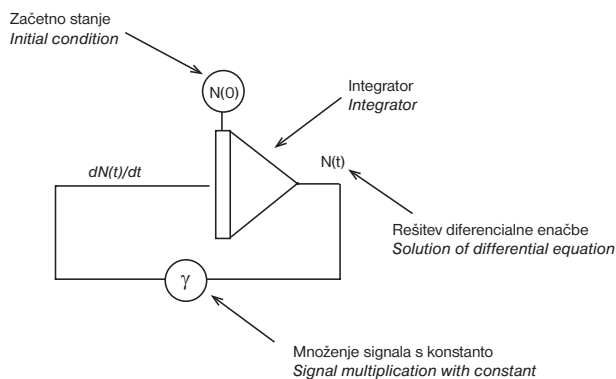 Začetno stanje
Initial condition
N(0)
Integrator
Integrator
dN(t)/dt
N(t)
Rešitev diferencialne enačbe
Solution of differential equation
γ
Množenje signala s konstanto
Signal multiplication with constant